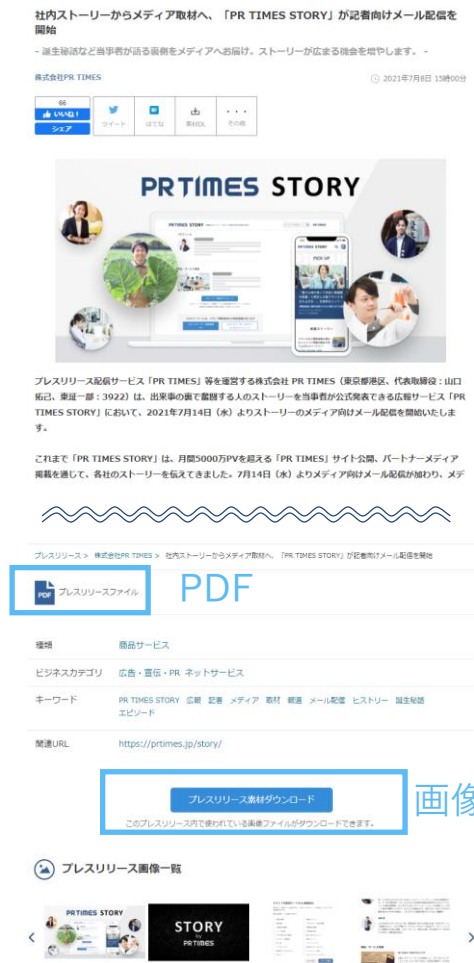 社内ストーリーからメディア取材へ、「PR TIMES STORY」が記者向けメール配信を
開始
- 誕生秘話など当事者が語る裏側をメディアへお届け。ストーリーが広まる機会を増やします。 -
株式会社PR TIMES
2021年7月8日 15時00分
66
いいね！
シェア
ツイート
はてな
素材DL
その他
PR TIMES STORY
PR TIMES STORY
PICK UP
プレスリリース配信サービス「PR TIMES」等を運営する株式会社 PR TIMES（東京都港区、代表取締役：山口
拓己、東証一部：3922）は、出来事の裏で奮闘する人のストーリーを当事者が公式発表できる広報サービス「PR
TIMES STORY」において、2021年7月14日（水）よりストーリーのメディア向けメール配信を開始いたしま
す。
これまで「PR TIMES STORY」は、月間5000万PVを超える「PR TIMES」サイト公開、パートナーメディア
掲載を通じて、各社のストーリーを伝えてきました。7月14日（水）よりメディア向けメール配信が加わり、メデ
プレスリリース > 株式会社PR TIMES > 社内ストーリーからメディア取材へ、「PR TIMES STORY」が記者向けメール配信を開始
PDF プレスリリースファイル
PDF
種類 商品サービス
ビジネスカテゴリ 広告・宣伝・PR ネットサービス
キーワード PR TIMES STORY 広報 記者 メディア 取材 報道 メール配信 ヒストリー 誕生秘話
エピソード
関連URL https://prtimes.jp/story/
プレスリリース素材ダウンロード
画像
このプレスリリース内で使われている画像ファイルがダウンロードできます。
プレスリリース画像一覧
PR TIMES STORY
STORY
by
PR TIMES